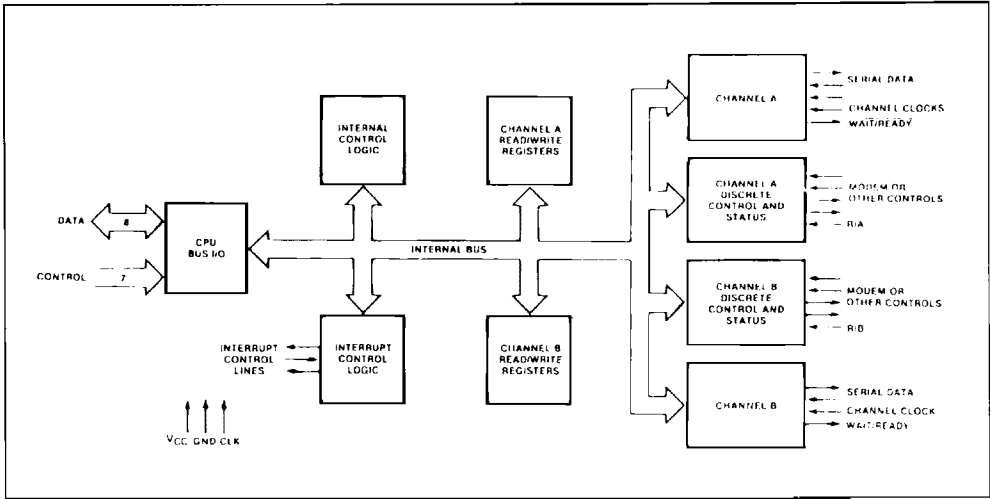 DATA
8
CONTROL
7
CPU
BUS I/O
INTERNAL
CONTROL
LOGIC
CHANNEL A
READ/WRITE
REGISTERS
INTERNAL BUS
INTERRUPT
CONTROL
LINES
INTERRUPT
CONTROL
LOGIC
CHANNEL B
READ/WRITE
REGISTERS
VCC GND CLK
CHANNEL A
SERIAL DATA
CHANNEL CLOCKS
WAIT/READY
CHANNEL A
DISCRETE
CONTROL AND
STATUS
MODEM OR
OTHER CONTROLS
RIA
CHANNEL B
DISCRETE
CONTROL AND
STATUS
MODEM OR
OTHER CONTROLS
RIB
CHANNEL B
SERIAL DATA
CHANNEL CLOCK
WAIT/READY